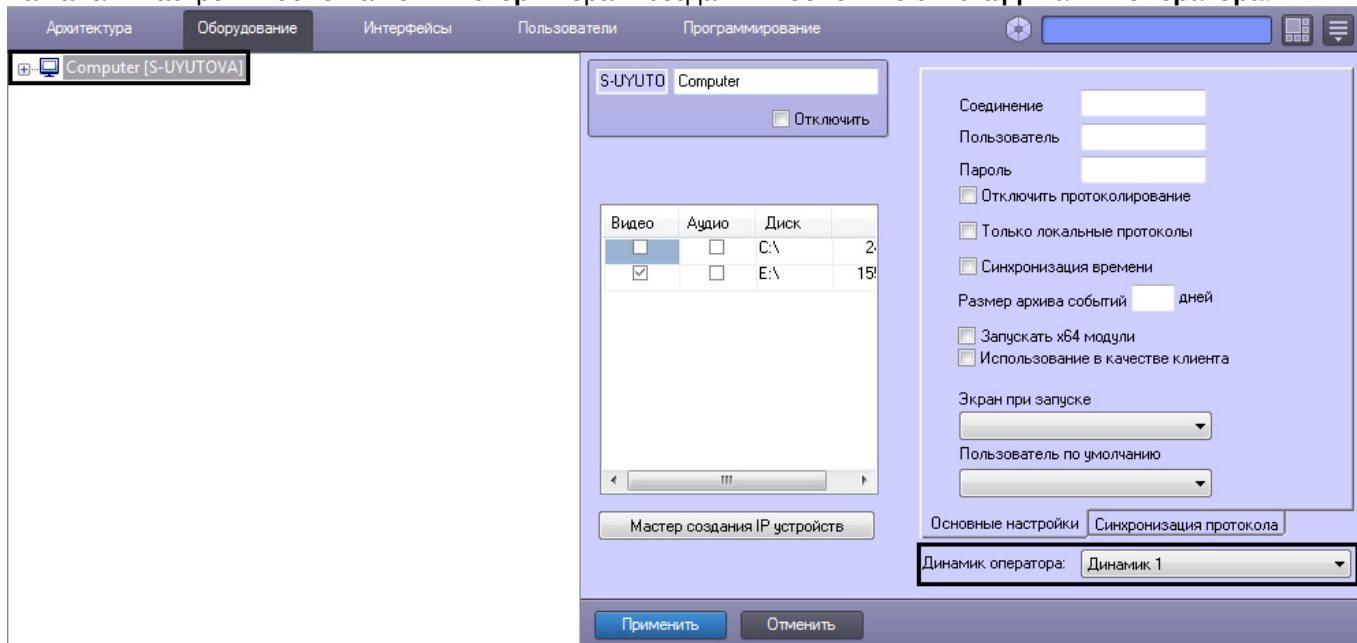 Архитектура Оборудование Интерфейсы Пользователи Программирование
Computer [S-UYUTOVA]
S-UYUTO Computer
Отключить
Видео Аудио Диск
C:\ 2
E:\ 15
Мастер создания IP устройств
Соединение
Пользователь
Пароль
Отключить протоколирование
Только локальные протоколы
Синхронизация времени
Размер архива событий дней
Запускать x64 модули
Использование в качестве клиента
Экран при запуске
Пользователь по умолчанию
Основные настройки Синхронизация протокола
Динамик оператора: Динамик 1
Применить Отменить